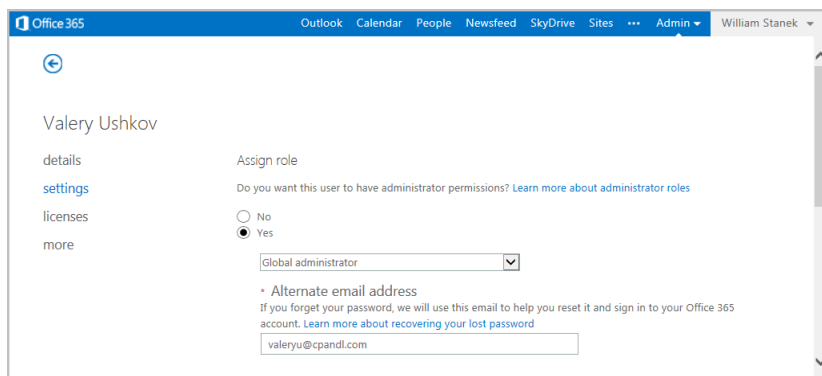 Office 365 Outlook Calendar People Newsfeed SkyDrive Sites ••• Admin William Stanek
Valery Ushkov
details
settings
licenses
more
Assign role
Do you want this user to have administrator permissions? Learn more about administrator roles
No
Yes
Global administrator
* Alternate email address
If you forget your password, we will use this email to help you reset it and sign in to your Office 365
account. Learn more about recovering your lost password
valeryu@cpandl.com